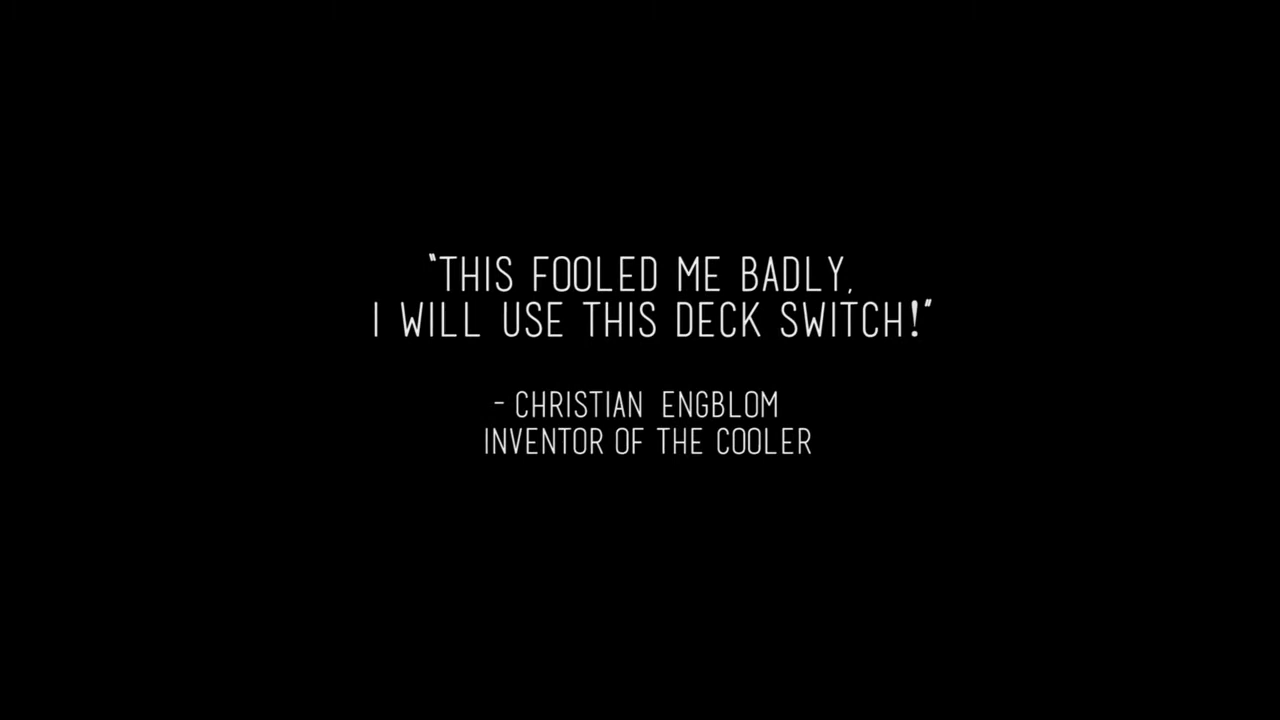 "THIS FOOLED ME BADLY,
I WILL USE THIS DECK SWITCH!"
- CHRISTIAN ENGBLOM
INVENTOR OF THE COOLER